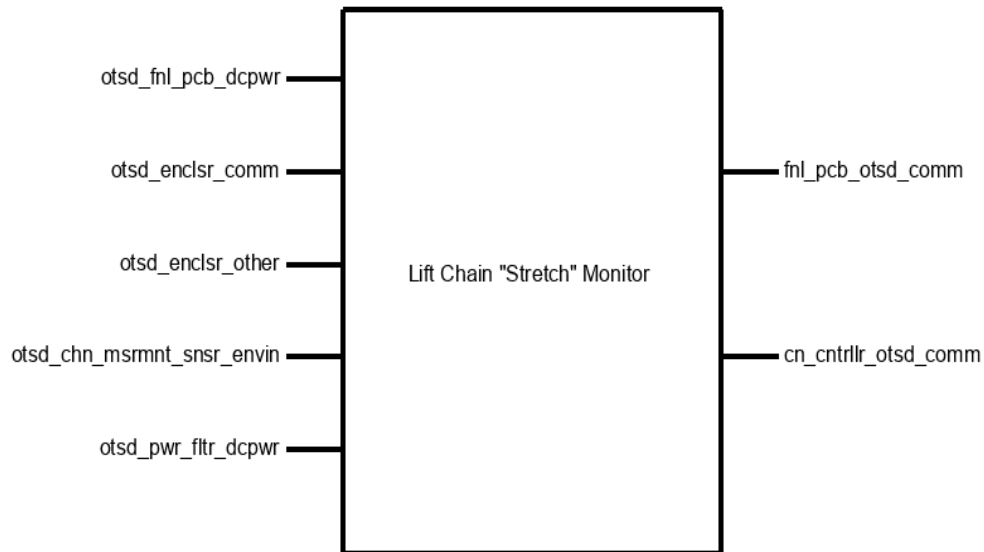 otsd_fnl_pcb_dcpwr
otsd_enclsr_comm
fnl_pcb_otsd_comm
otsd_enclsr_other
Lift Chain "Stretch" Monitor
otsd_chn_msrmnt_snsr_envin
cn_cntrllr_otsd_comm
otsd_pwr_fltr_dcpwr